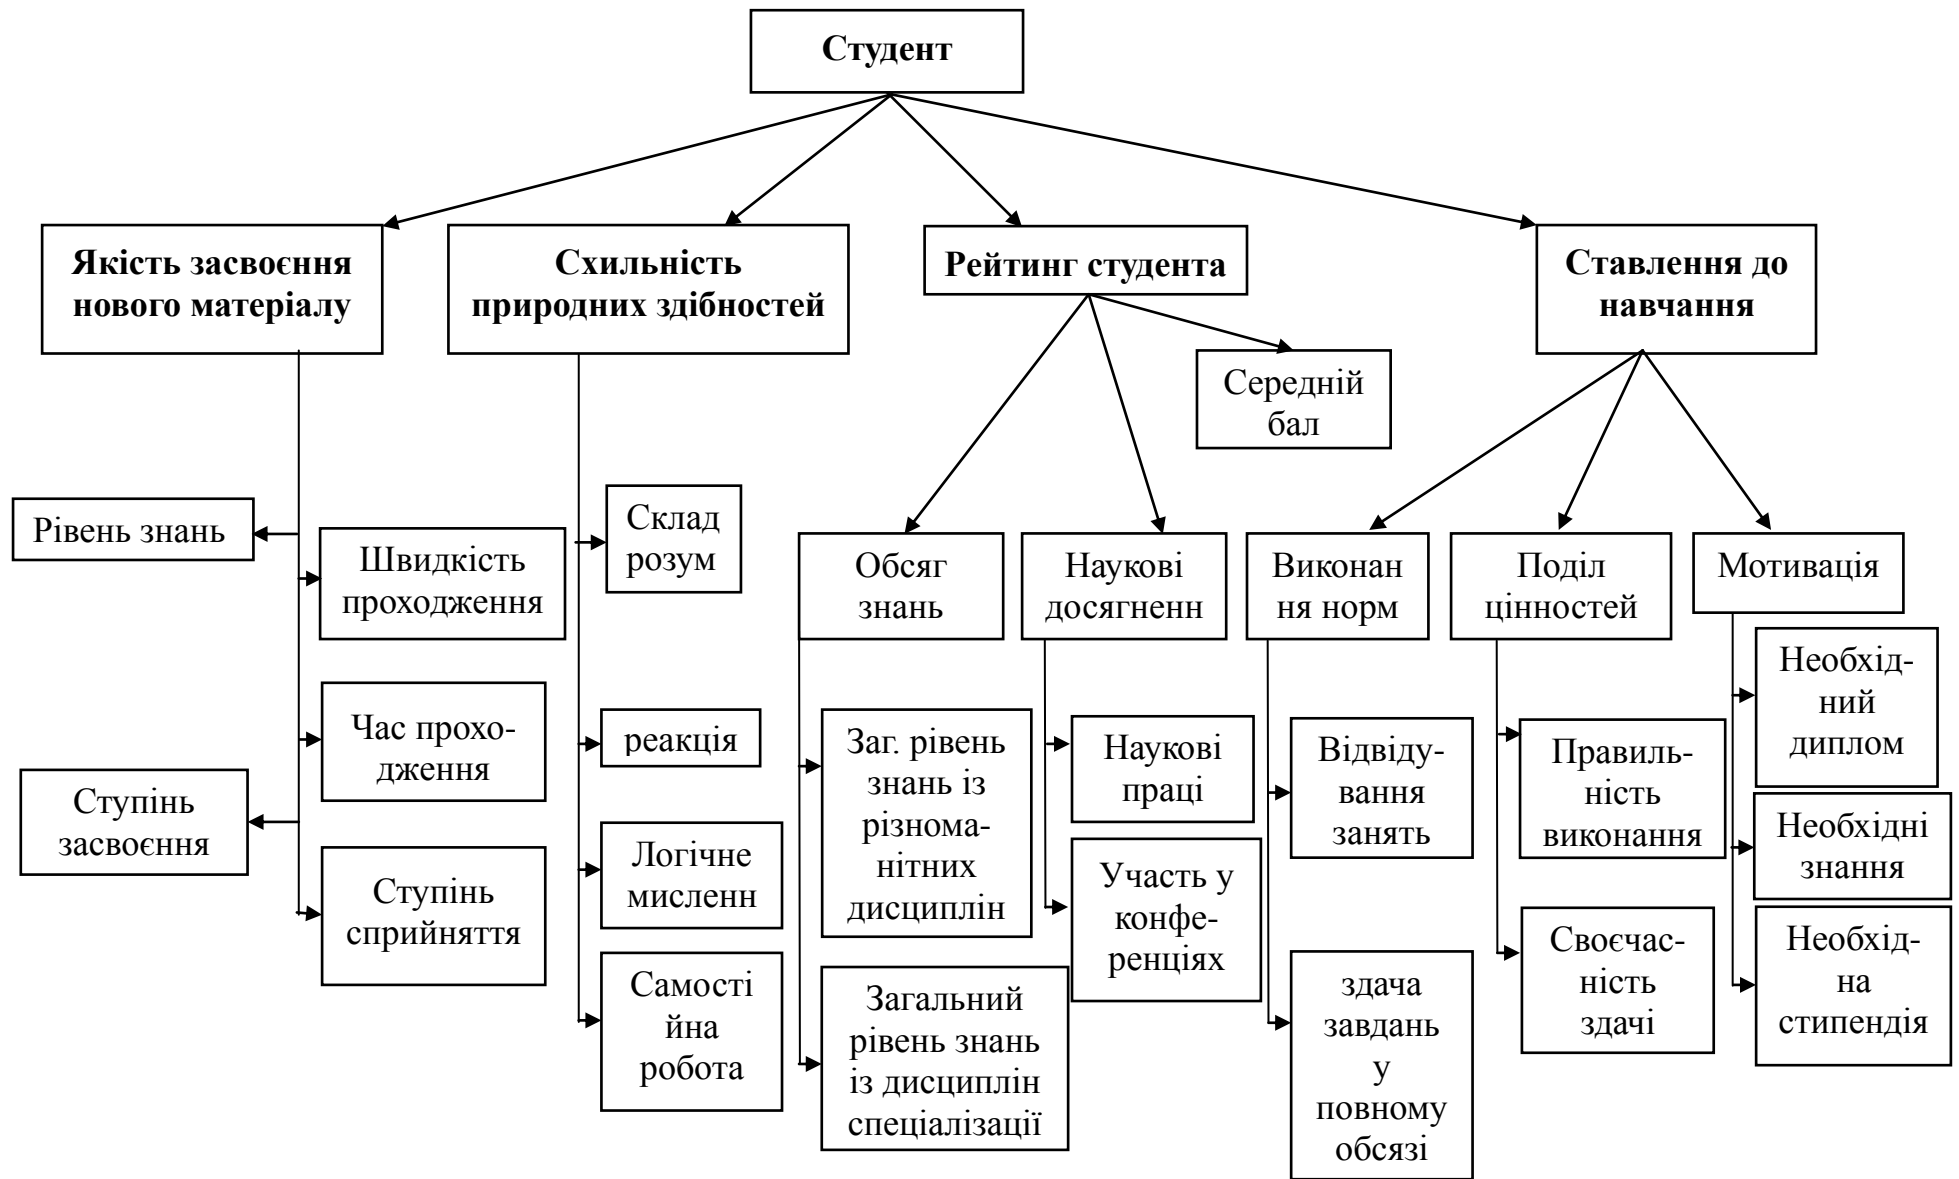 Студент
Якість засвоєння
нового матеріалу
Схильність
природних здібностей
Рейтинг студента
Ставлення до
навчання
Середній
бал
Рівень знань
Швидкість
проходження
Час прохо-
дження
Ступінь
засвоєння
Ступінь
сприйняття
Склад
розум
реакція
Логічне
мисленн
Самості
йна
робота
Обсяг
знань
Заг. рівень
знань із
різнома-
нітних
дисциплін
Загальний
рівень знань
із дисциплін
спеціалізації
Наукові
досягненн
Наукові
праці
Участь у
конфе-
ренціях
Виконан
ня норм
Відвіду-
вання
занять
здача
завдань
у
повному
обсязі
Поділ
цінностей
Правиль-
ність
виконання
Своєчас-
ність
здачі
Мотивація
Необхід-
ний
диплом
Необхідні
знання
Необхід-
на
стипендія